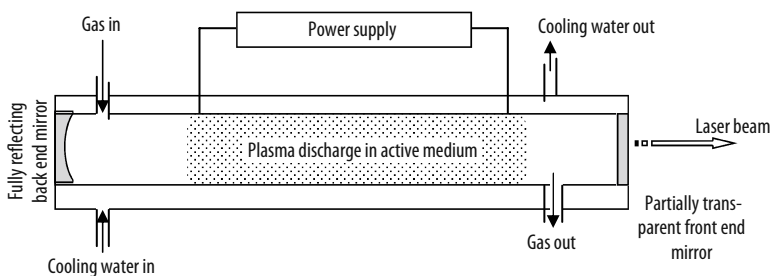 Gas in
Power supply
Cooling water out
Fully reflecting
back end mirror
Plasma discharge in active medium
Laser beam
Partially trans-
parent front end
mirror
Gas out
Cooling water in